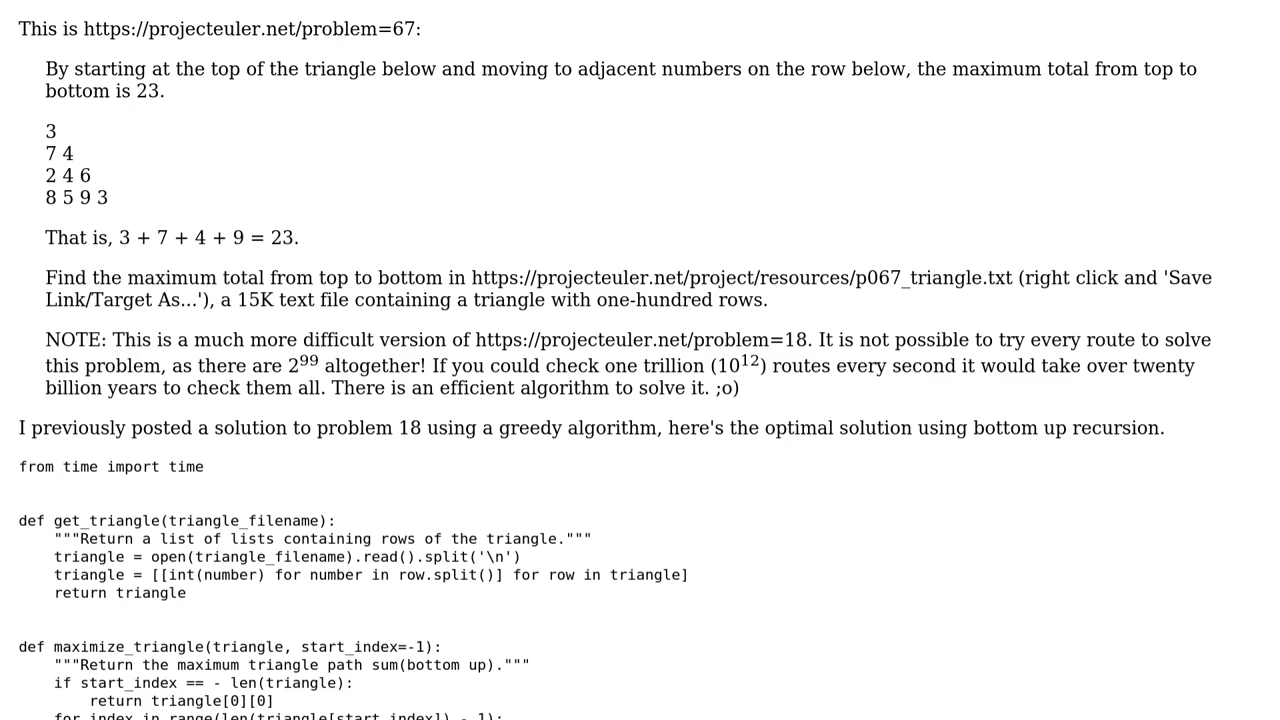 This is https://projecteuler.net/problem=67:
By starting at the top of the triangle below and moving to adjacent numbers on the row below, the maximum total from top to
bottom is 23.
3
7 4
2 4 6
8 5 9 3
That is, 3 + 7 + 4 + 9 = 23.
Find the maximum total from top to bottom in https://projecteuler.net/project/resources/p067_triangle.txt (right click and 'Save
Link/Target As...'), a 15K text file containing a triangle with one-hundred rows.
NOTE: This is a much more difficult version of https://projecteuler.net/problem=18. It is not possible to try every route to solve
this problem, as there are 2⁹⁹ altogether! If you could check one trillion (10¹²) routes every second it would take over twenty
billion years to check them all. There is an efficient algorithm to solve it. ;o)
I previously posted a solution to problem 18 using a greedy algorithm, here's the optimal solution using bottom up recursion.
from time import time
def get_triangle(triangle_filename):
    """Return a list of lists containing rows of the triangle."""
    triangle = open(triangle_filename).read().split('\n')
    triangle = [[int(number) for number in row.split()] for row in triangle]
    return triangle
def maximize_triangle(triangle, start_index=-1):
    """Return the maximum triangle path sum(bottom up)."""
    if start_index == - len(triangle):
        return triangle[0][0]
    for index in range(len(triangle[start_index]) - 1):